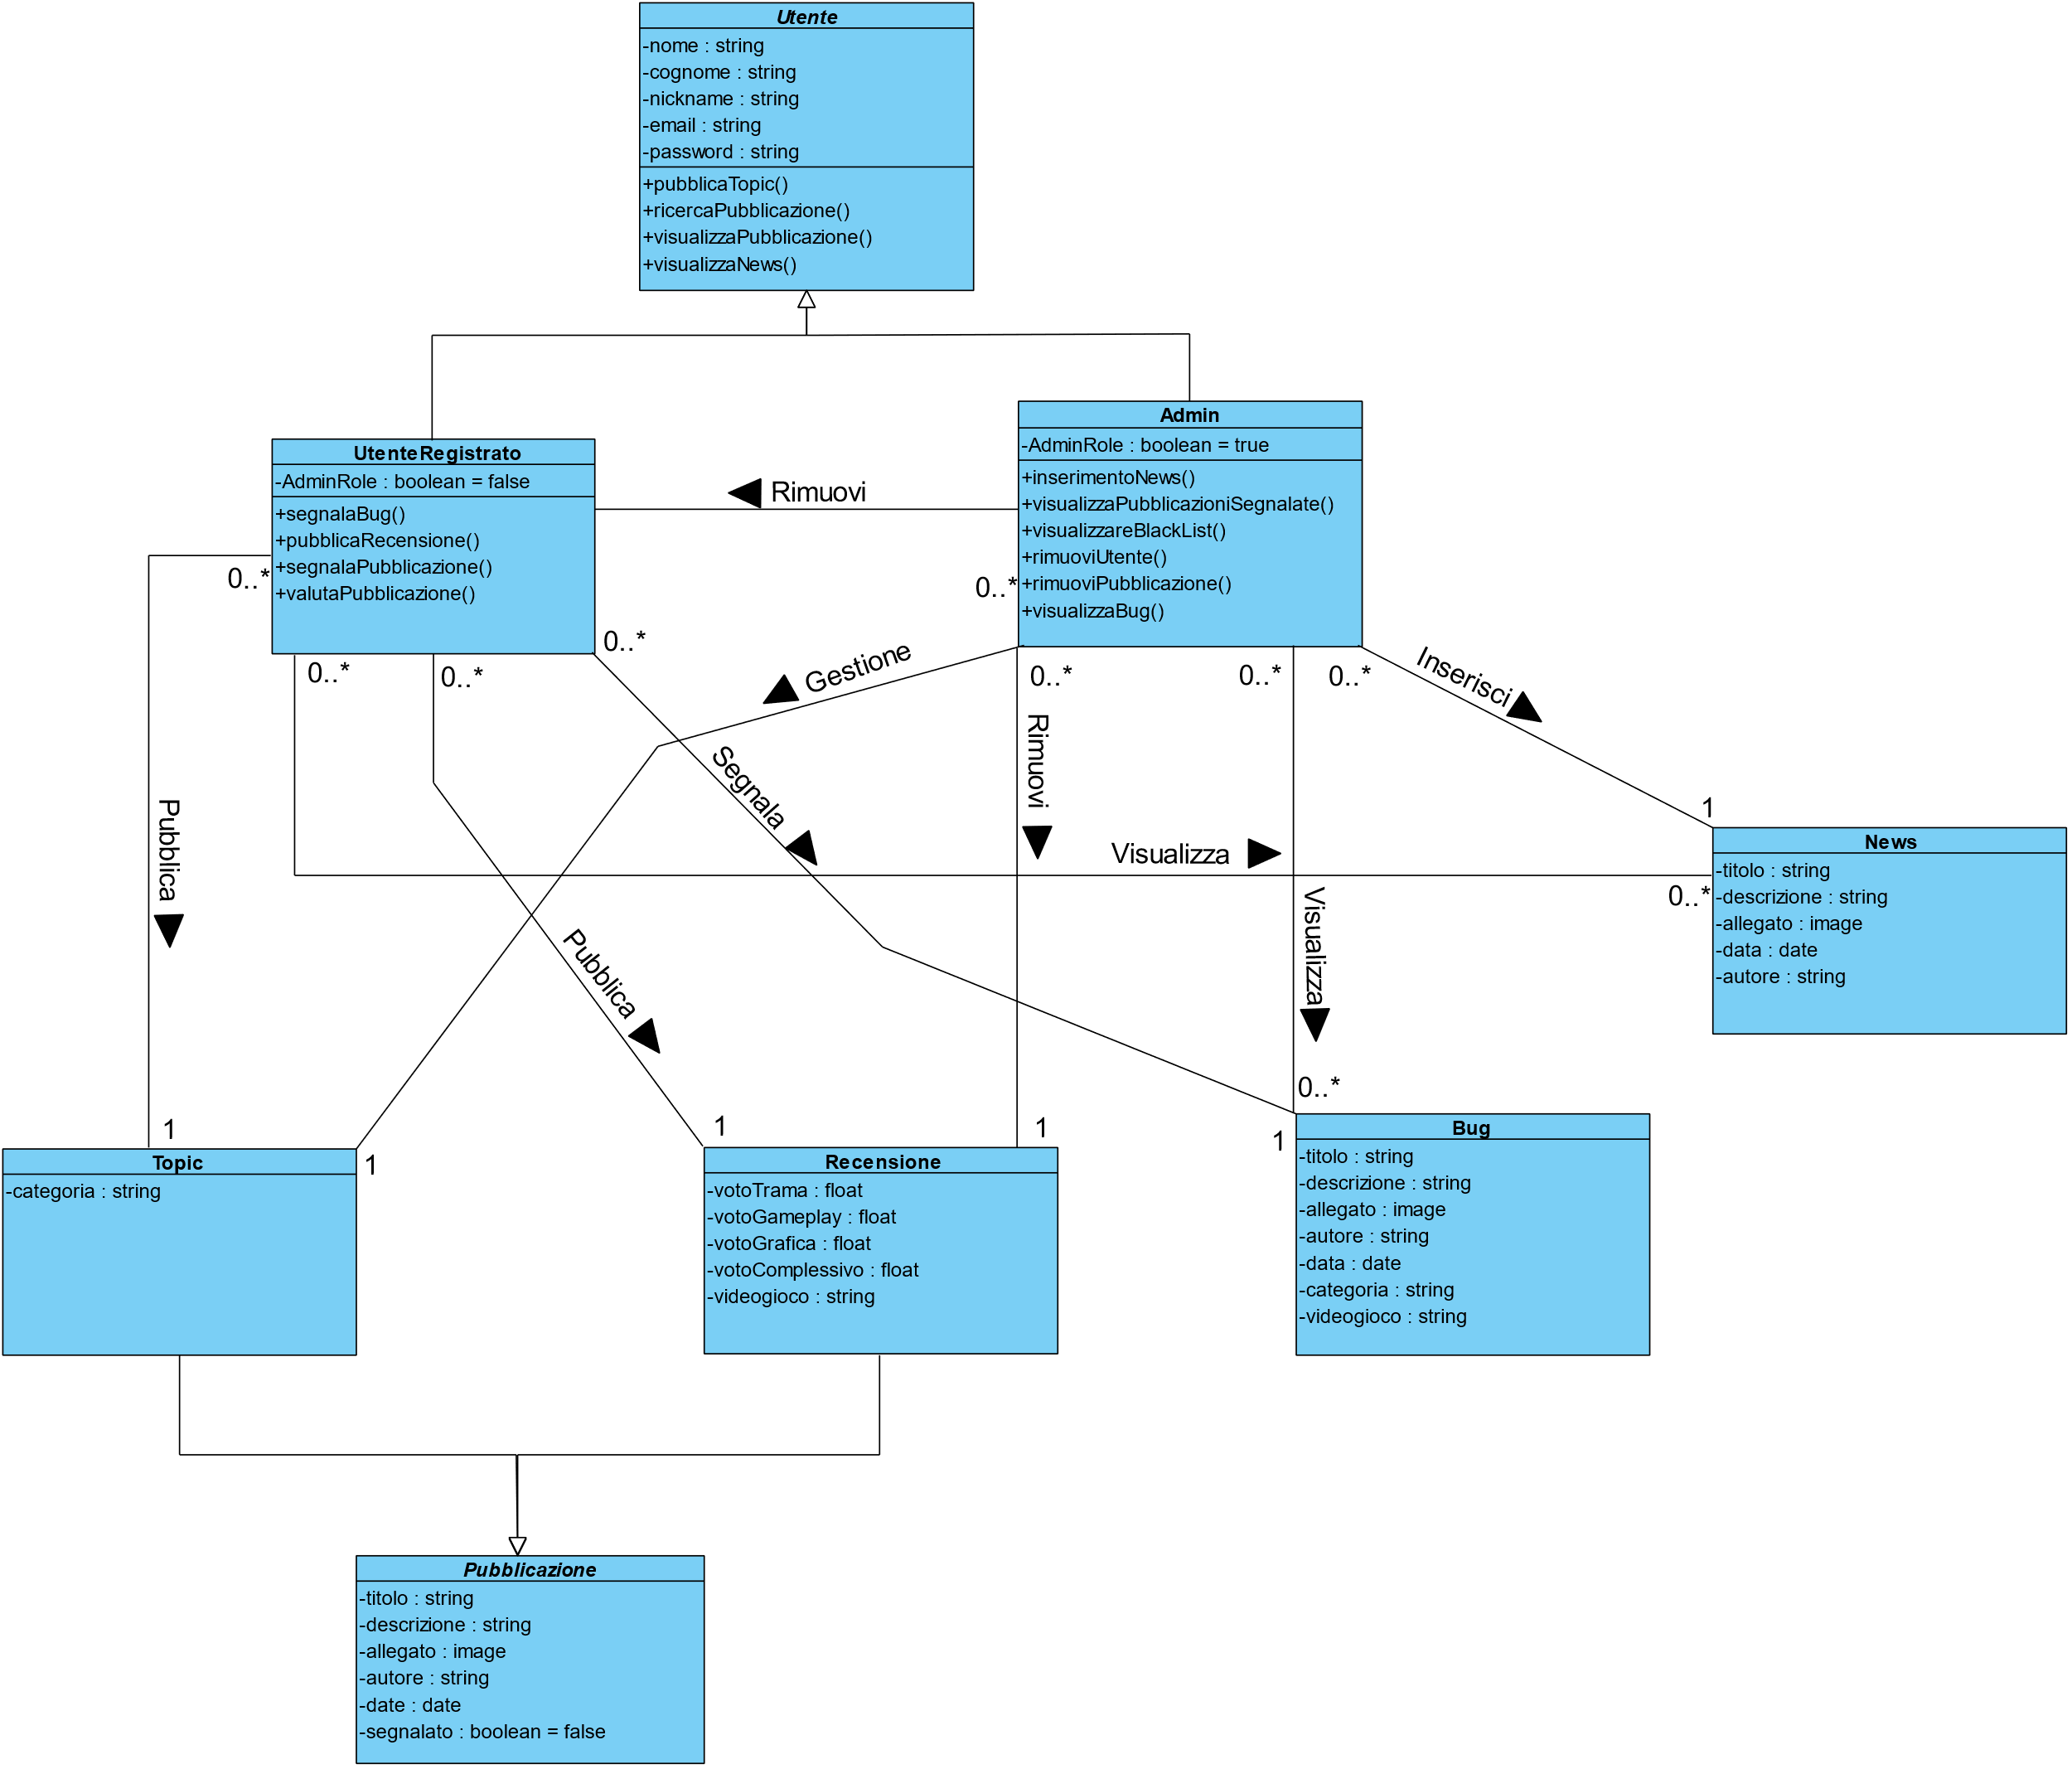 Utente
-nome : string
-cognome : string
-nickname : string
-email : string
-password : string
+pubblicaTopic()
+ricercaPubblicazione()
+visualizzaPubblicazione()
+visualizzaNews()
UtenteRegistrato
-AdminRole : boolean = false
+segnalaBug()
+pubblicaRecensione()
+segnalaPubblicazione()
+valutaPubblicazione()
Rimuovi
Admin
-AdminRole : boolean = true
+inserimentoNews()
+visualizzaPubblicazioniSegnalate()
+visualizzareBlackList()
+rimuoviUtente()
+rimuoviPubblicazione()
+visualizzaBug()
0..*
0..*
0..*
0..*
0..*
Gestione
0..*
0..*
0..*
Inserisci
Segnala
Rimuovi
Pubblica
Visualizza
1
0..*
News
-titolo : string
-descrizione : string
-allegato : image
-data : date
-autore : string
Pubblica
Visualizza
0..*
1
1
1
1
1
Topic
-categoria : string
Recensione
-votoTrama : float
-votoGameplay : float
-votoGrafica : float
-votoComplessivo : float
-videogioco : string
Bug
-titolo : string
-descrizione : string
-allegato : image
-autore : string
-data : date
-categoria : string
-videogioco : string
Pubblicazione
-titolo : string
-descrizione : string
-allegato : image
-autore : string
-date : date
-segnalato : boolean = false